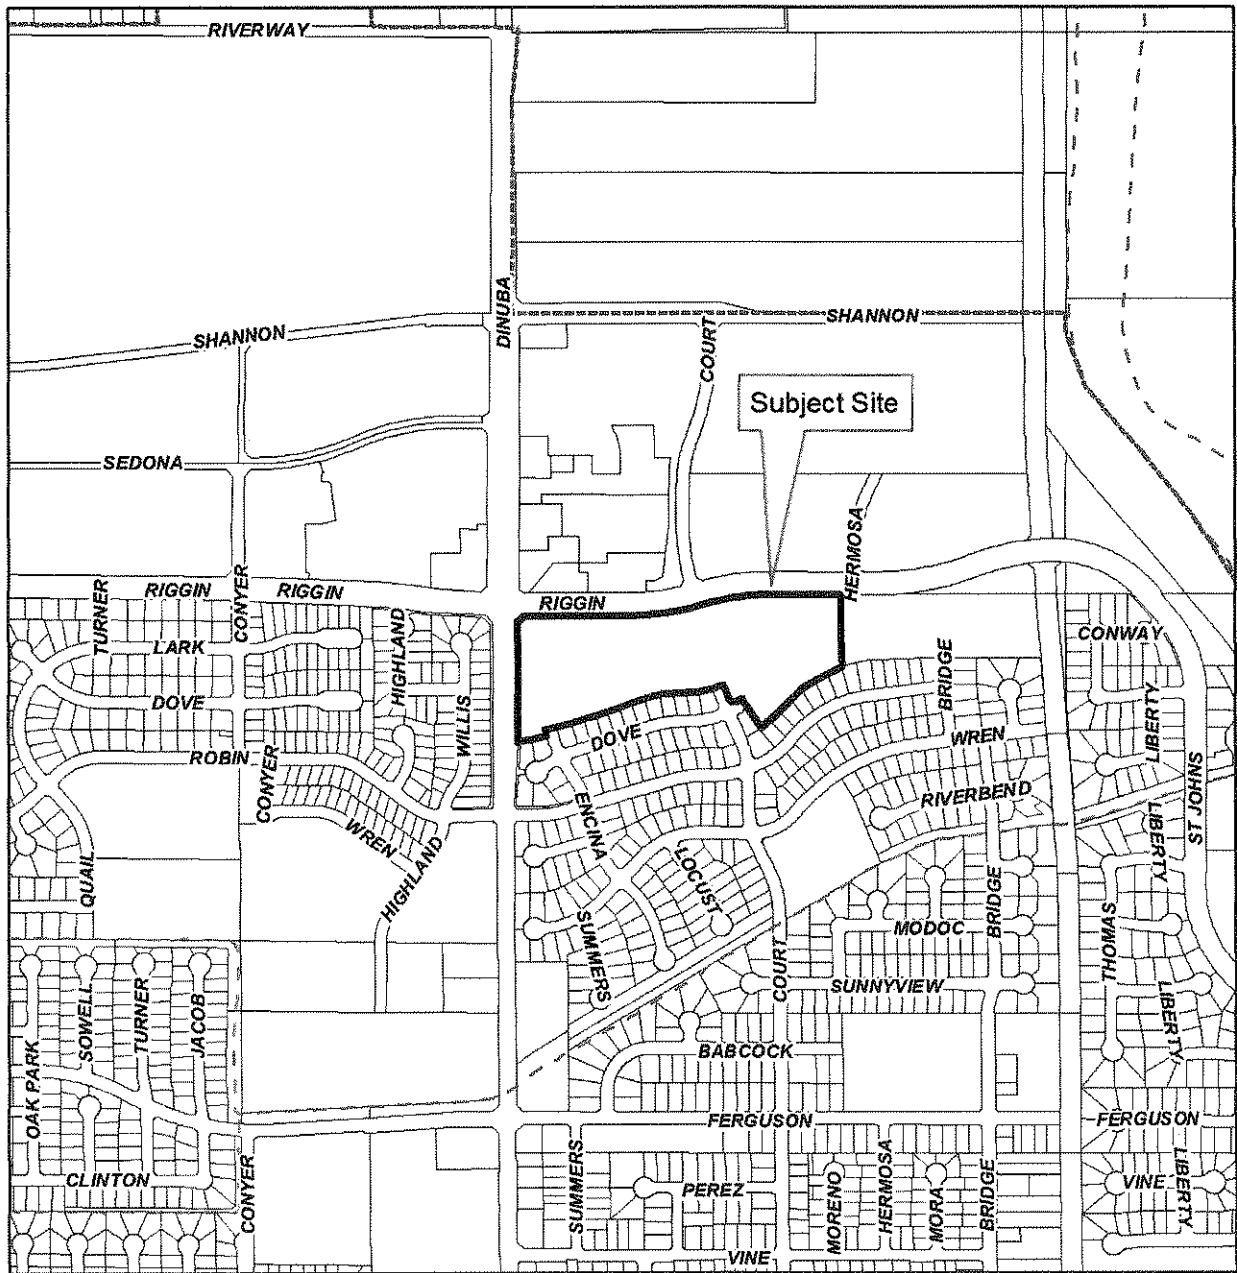 RIVERWAY
DINUBA
SHANNON
SHANNON
COURT
Subject Site
SEDONA
HERMOSA
TURNER
RIGGIN
CONYER
RIGGIN
HIGHLAND
RIGGIN
LARK
CONWAY
BRIDGE
DOVE
WILLIS
LIBERTY
DOVE
WREN
ROBIN
ST JOHNS
CONYER
RIVERBEND
ENCINA
LIBERTY
WREN
HIGHLAND
LOCUST
QUAIL
BRIDGE
SUMMERS
MODOC
THOMAS
COURT
SUNNYVIEW
SOWELL
TURNER
JACOB
LIBERTY
BABCOCK
OAK PARK
FERGUSON
FERGUSON
CLINTON
CONYER
SUMMERS
PEREZ
MORENO
HERMOSA
MORA
BRIDGE
VINE
LIBERTY
VINE